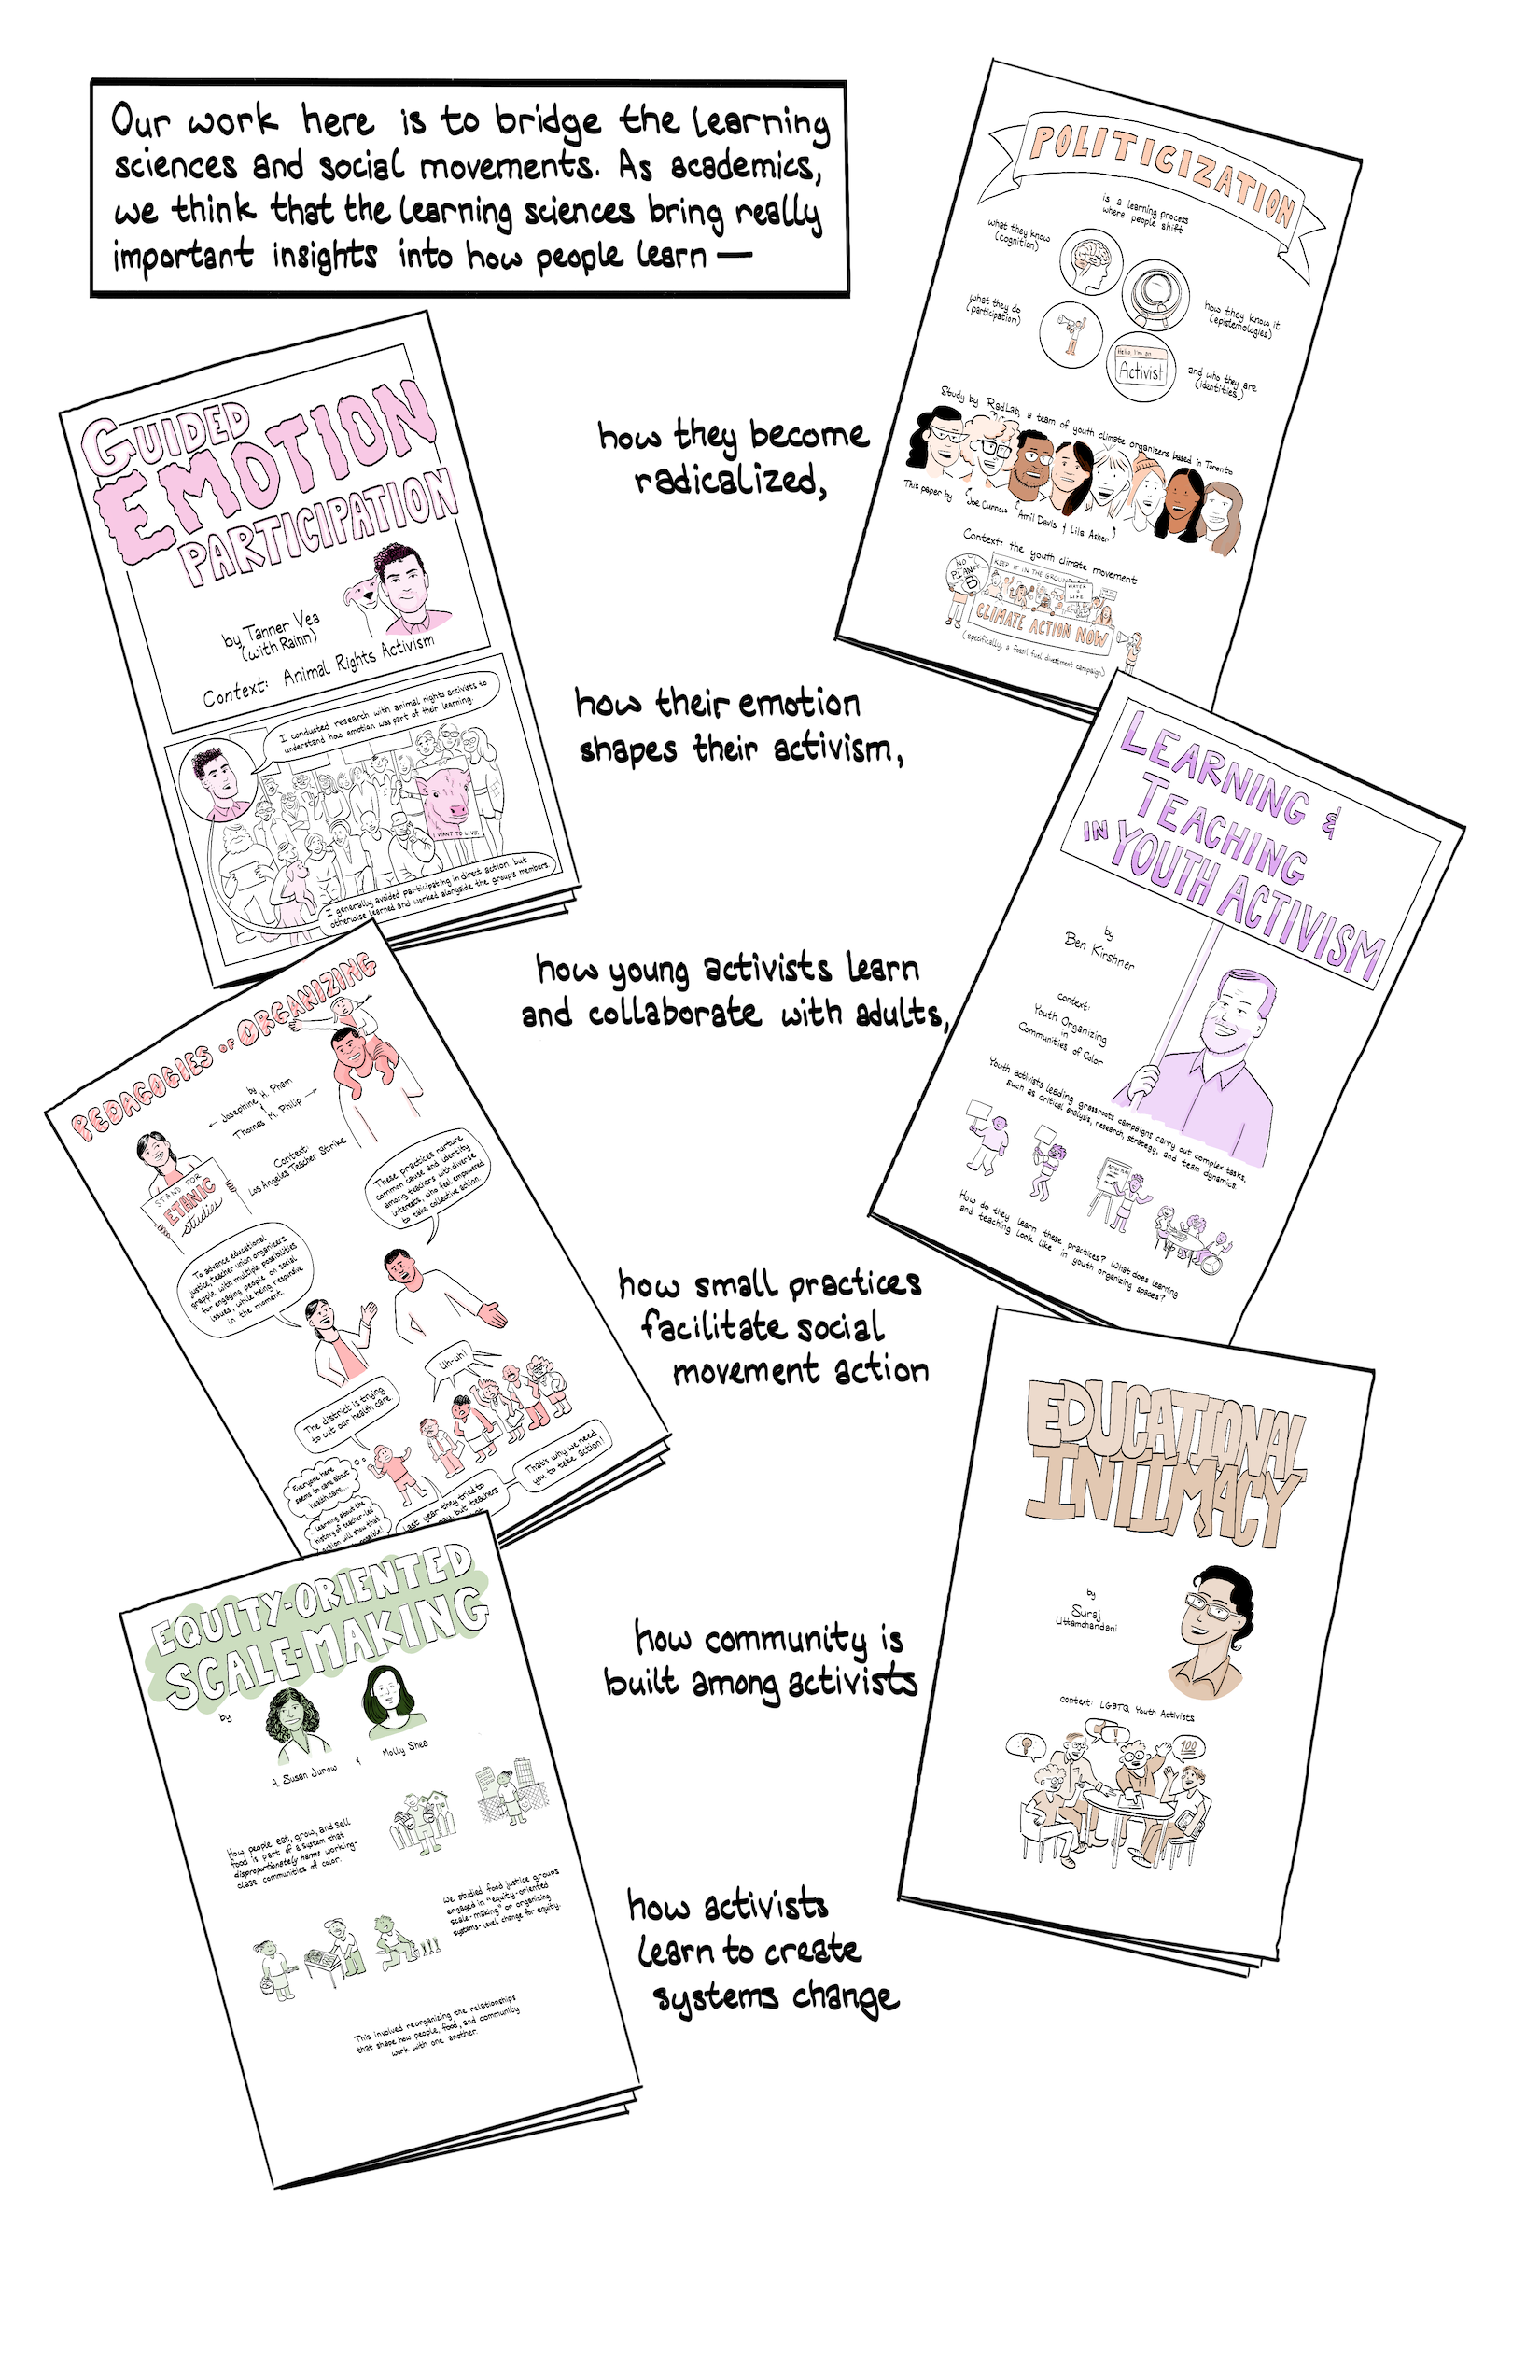 Our work here is to bridge the learning
sciences and social movements. As academics,
we think that the learning sciences bring really
important insights into how people learn —
how they become
radicalized,
POLITICIZATION
is a learning process
where people shift
what they know
(cognition)
how they know it
(epistemologies)
what they do
(participation)
Hello I'm an
Activist
and who they are
(identities)
Study by RadLab, a team of youth climate organizers based in Toronto
This paper by Joe Curnow, Amil Davis & Lila Asher
Context: the youth climate movement
NO
PLANET
B
KEEP IT IN THE GROUND
WATER
IS
LIFE
CLIMATE ACTION NOW
(specifically, a fossil fuel divestment campaign)
how their emotion
shapes their activism,
GUIDED
EMOTION
PARTICIPATION
by Tanner Vea
(with Rainn)
Context: Animal Rights Activism
I conducted research with animal rights activists to
understand how emotion was part of their learning.
I WANT TO LIVE
I generally avoided participating in direct action, but
otherwise learned and worked alongside the group's members.
how young activists learn
and collaborate with adults,
LEARNING &
TEACHING
IN YOUTH ACTIVISM
by
Ben Kirshner
context:
Youth Organizing
in
Communities of Color
Youth activists leading grassroots campaigns carry out complex tasks,
such as critical analysis, research, strategy, and team dynamics.
How do they learn these practices? What does learning
and teaching look like in youth organizing spaces?
how small practices
facilitate social
movement action
PEDAGOGIES OF ORGANIZING
by
Josephine H. Pham
&
Thomas M. Philip
Context:
Los Angeles Teacher Strike
STAND FOR
ETHNIC
studies
These practices nurture
common cause and identity
among teachers with diverse
interests, who feel empowered
to take collective action.
To advance educational
justice, teacher union organizers
grapple with multiple possibilities
for engaging people on social
issues, while being responsive
in the moment.
Uh-uh!
The district is trying
to cut our health care.
Everyone here
seems to care about
health care...
...learning about the
history of teacher-led
action will show that
possible!
Last year they tried to
pay, but teachers
That's why we need
you to take action!
how community is
built among activists
EDUCATIONAL
INTIMACY
by
Suraj
Uttamchandani
context: LGBTQ Youth Activists
100
how activists
learn to create
systems change
EQUITY-ORIENTED
SCALE-MAKING
by
A. Susan Jurow
&
Molly Shea
How people eat, grow, and sell
food is part of a system that
disproportionately harms working-
class communities of color.
We studied food justice groups
engaged in "equity-oriented
scale-making" or organizing
systems-level change for equity.
This involved reorganizing the relationships
that shape how people, food, and community
work with one another.